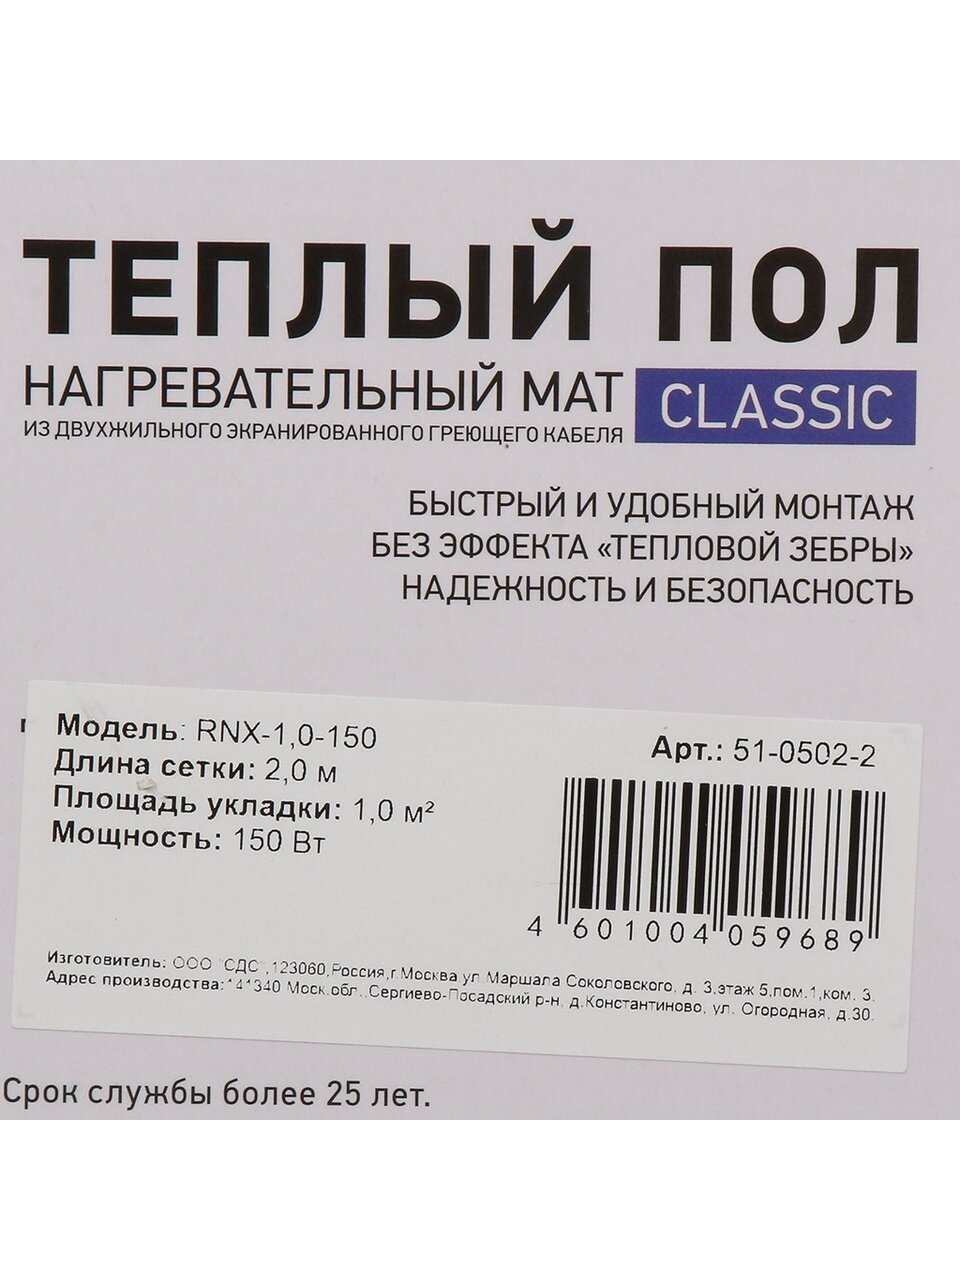 ТЕПЛЫЙ ПОЛ
НАГРЕВАТЕЛЬНЫЙ МАТ CLASSIC
ИЗ ДВУХЖИЛЬНОГО ЭКРАНИРОВАННОГО ГРЕЮЩЕГО КАБЕЛЯ
БЫСТРЫЙ И УДОБНЫЙ МОНТАЖ
БЕЗ ЭФФЕКТА «ТЕПЛОВОЙ ЗЕБРЫ»
НАДЕЖНОСТЬ И БЕЗОПАСНОСТЬ
Модель: RNX-1,0-150
Длина сетки: 2,0 м
Площадь укладки: 1,0 м²
Мощность: 150 Вт
Арт.: 51-0502-2
4 601004 059689
Изготовитель: ООО "СДС",123060,Россия,г.Москва ул.Маршала Соколовского, д. 3,этаж 5,пом.1,ком. 3.
Адрес производства:141340 Моск.обл., Сергиево-Посадский р-н, д.Константиново, ул. Огородная, д.30.
Срок службы более 25 лет.